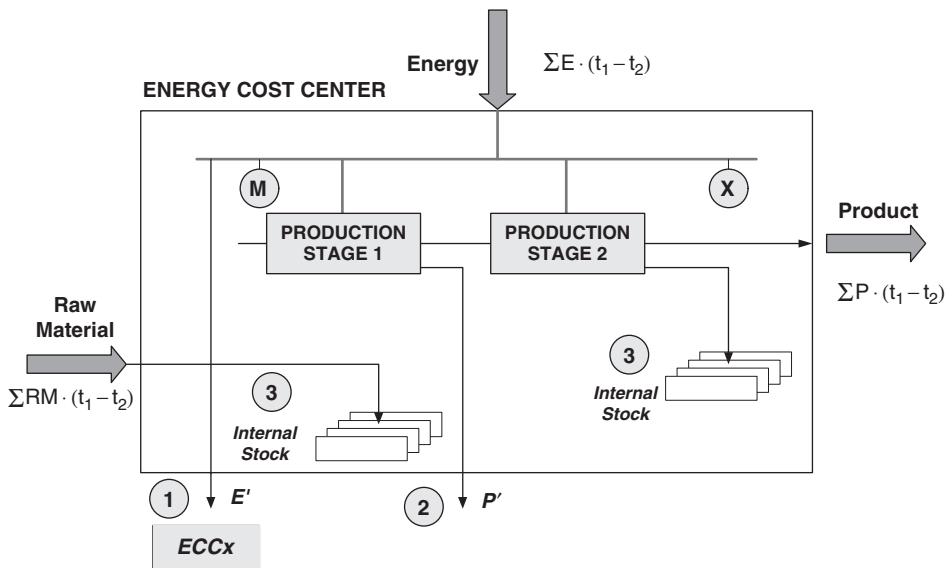 Energy
ΣE · (t₁ – t₂)
ENERGY COST CENTER
M
X
PRODUCTION
STAGE 1
PRODUCTION
STAGE 2
Product
ΣP · (t₁ – t₂)
Raw
Material
ΣRM · (t₁ – t₂)
3
Internal
Stock
3
Internal
Stock
1
E'
2
P'
ECCx